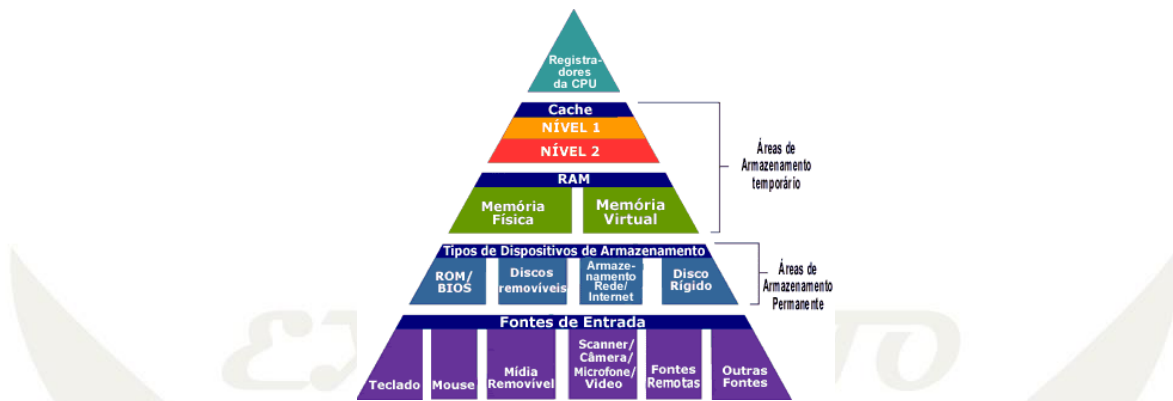 Registra-
dores
da CPU
Cache
NÍVEL 1
NÍVEL 2
Áreas de
Armazenamento
temporário
RAM
Memória
Física
Memória
Virtual
Tipos de Dispositivos de Armazenamento
ROM/
BIOS
Discos
removíveis
Armaze-
namento
Rede/
Internet
Disco
Rígido
Áreas de
Armazenamento
Permanente
Fontes de Entrada
Teclado
Mouse
Mídia
Removível
Scanner/
Câmera/
Microfone/
Video
Fontes
Remotas
Outras
Fontes